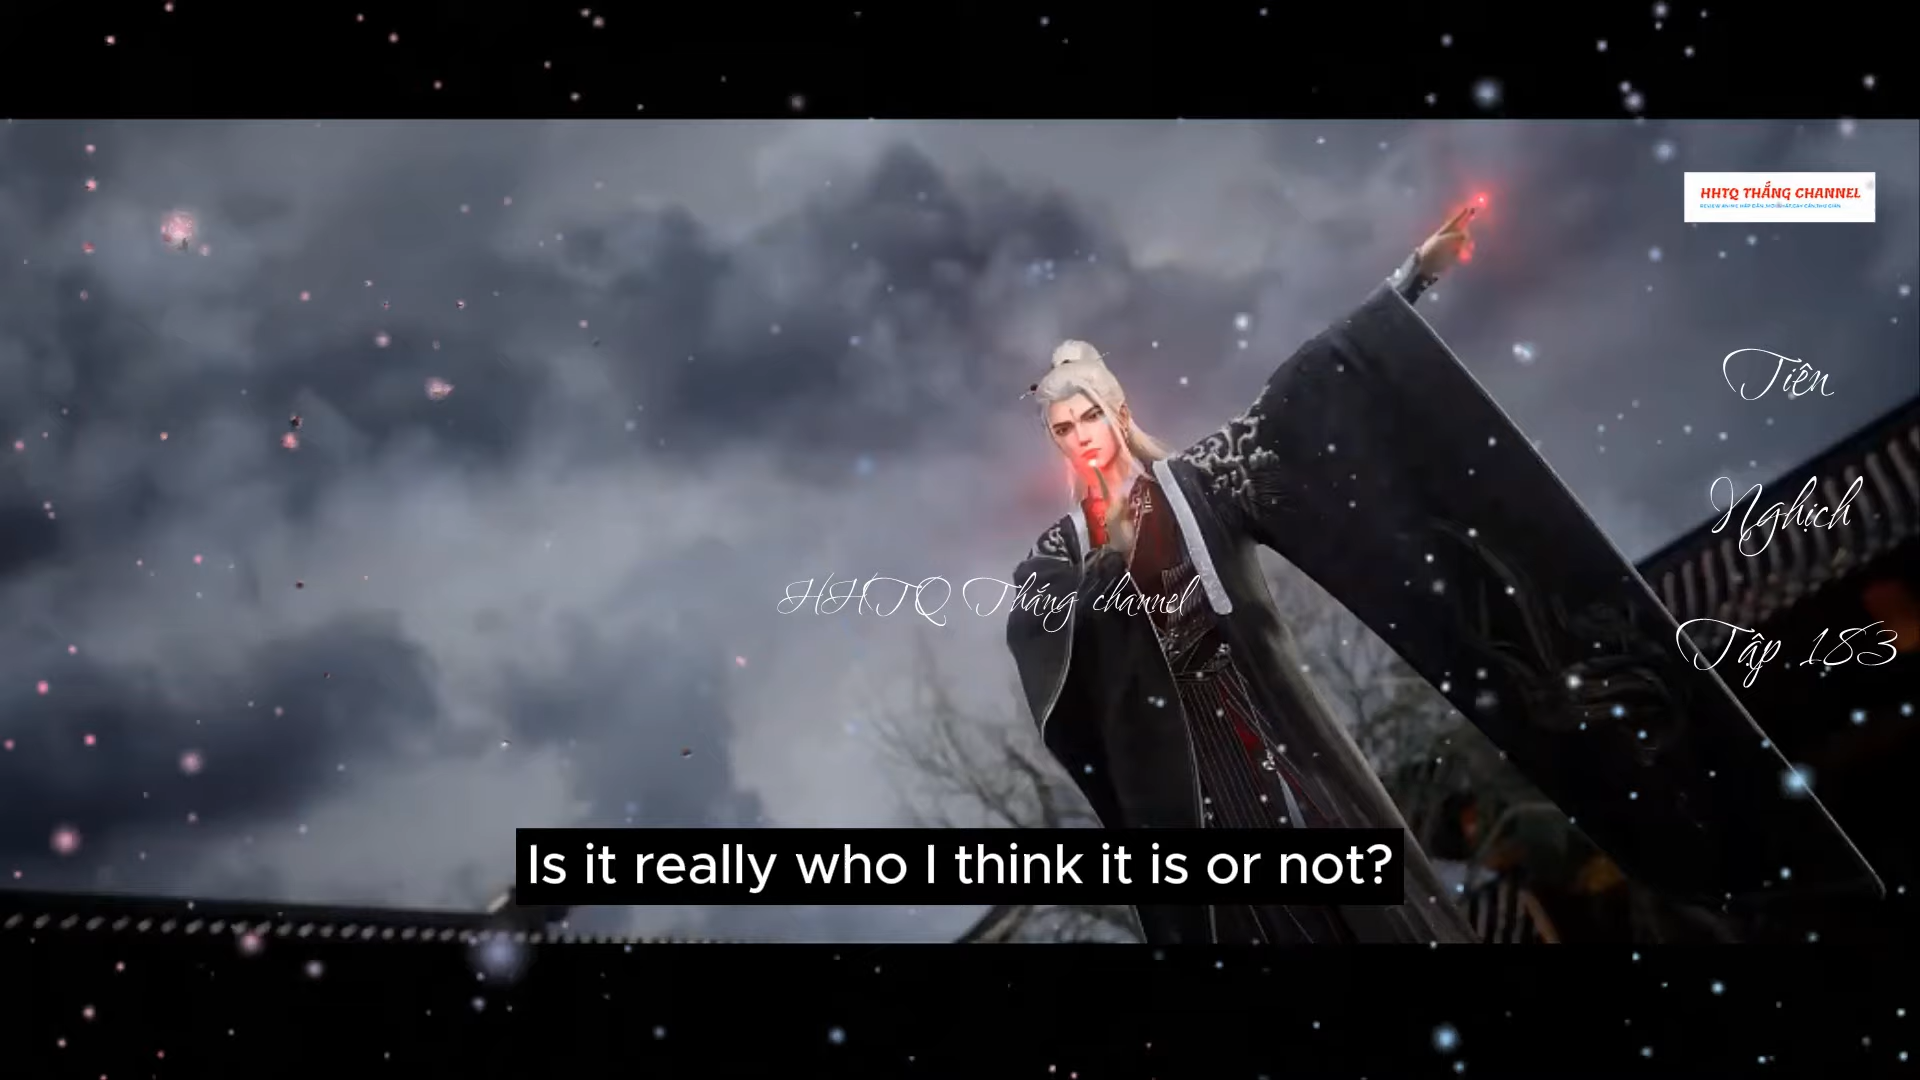 HHTQ THẮNG CHANNEL
Tiên
Nghịch
HHTQ Thắng channel
Tập 183
Is it really who I think it is or not?